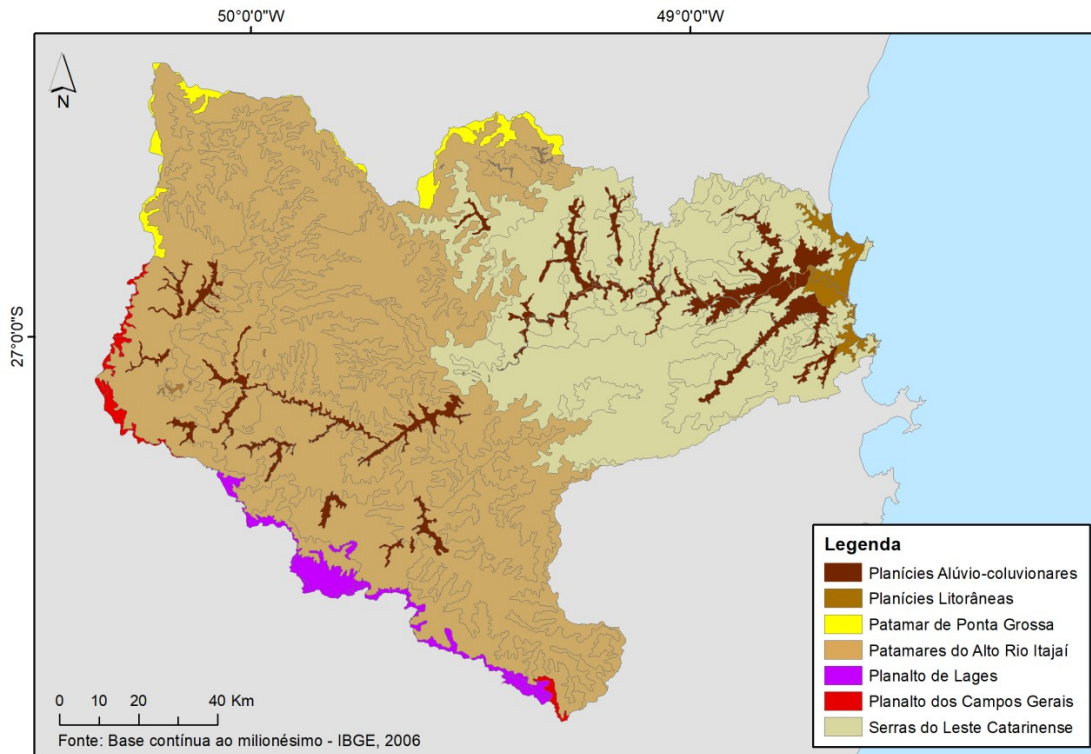 50°0'0"W
49°0'0"W
N
27°0'0"S
Legenda
Planícies Alúvio-coluvionares
Planícies Litorâneas
Patamar de Ponta Grossa
Patamares do Alto Rio Itajaí
Planalto de Lages
Planalto dos Campos Gerais
Serras do Leste Catarinense
0 10 20 40 Km
Fonte: Base contínua ao milionésimo - IBGE, 2006